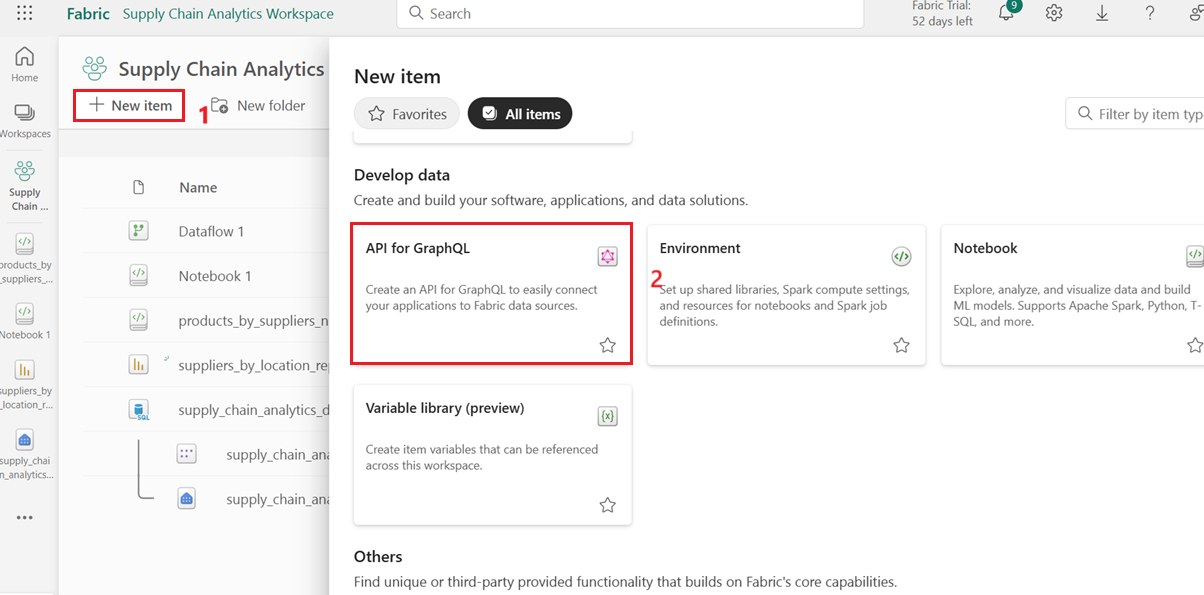 Fabric Supply Chain Analytics Workspace
Search
Fabric Trial:
52 days left
9
Home
Workspaces
Supply
Chain ...
products_by
_suppliers_...
Notebook 1
suppliers_by
_location_r...
supply_chai
n_analytics...
Supply Chain Analytics
New item
1
New folder
Name
Dataflow 1
Notebook 1
products_by_suppliers_n
suppliers_by_location_re
SQL
supply_chain_analytics_d
supply_chain_ana
supply_chain_ana
New item
Favorites
All items
Filter by item typ
Develop data
Create and build your software, applications, and data solutions.
API for GraphQL
Create an API for GraphQL to easily connect
your applications to Fabric data sources.
2
Environment
Set up shared libraries, Spark compute settings,
and resources for notebooks and Spark job
definitions.
Notebook
Explore, analyze, and visualize data and build
ML models. Supports Apache Spark, Python, T-
SQL, and more.
Variable library (preview)
Create item variables that can be referenced
across this workspace.
Others
Find unique or third-party provided functionality that builds on Fabric's core capabilities.